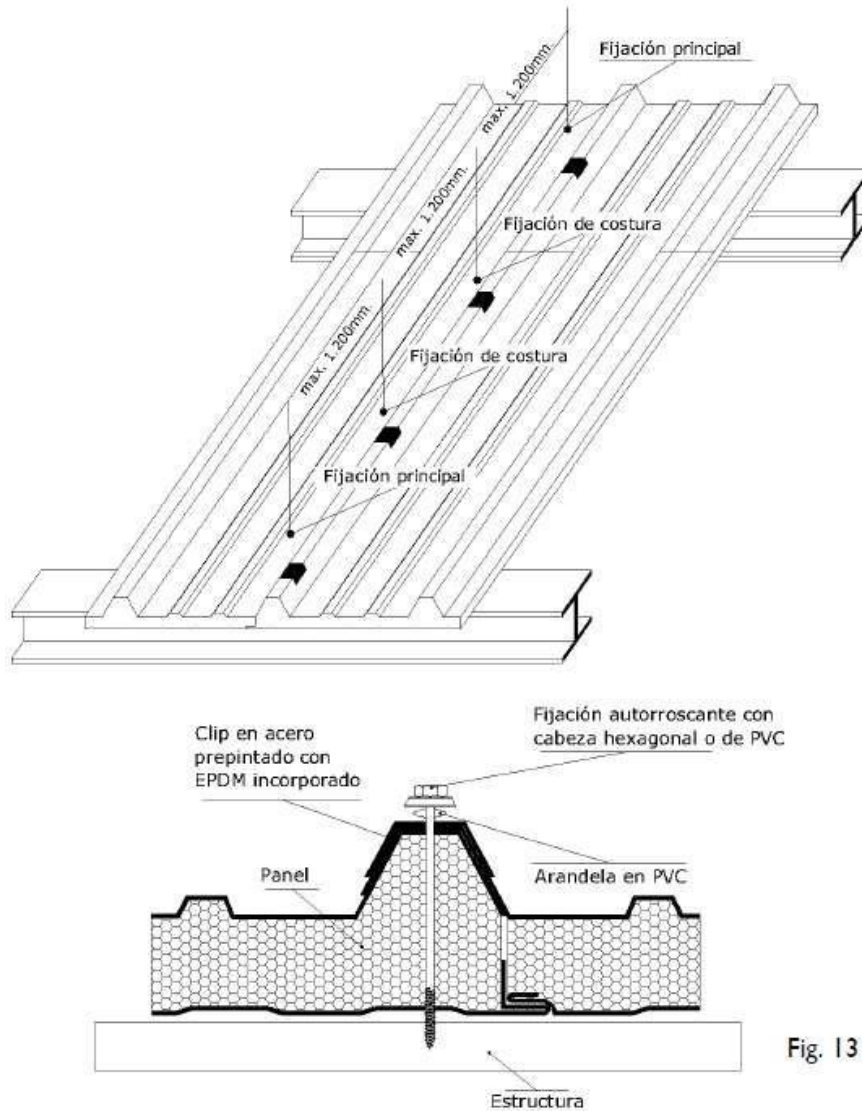 Fijación principal
max. 1.200mm.
Fijación de costura
max. 1.200mm.
Fijación de costura
max. 1.200mm.
Fijación principal
Clip en acero
prepintado con
EPDM incorporado
Fijación autorroscante con
cabeza hexagonal o de PVC
Panel
Arandela en PVC
Estructura
Fig. 13